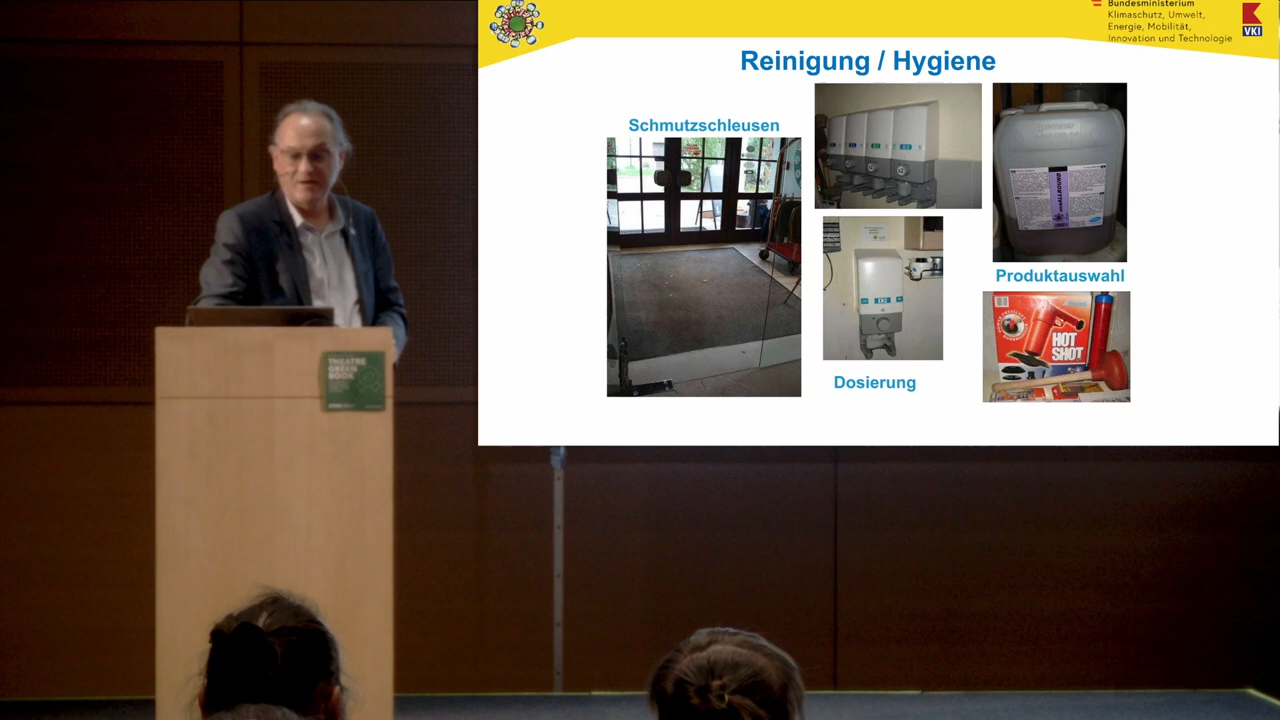 Bundesministerium
Klimaschutz, Umwelt,
Energie, Mobilität,
Innovation und Technologie
VKI
Reinigung / Hygiene
Schmutzschleusen
Produktauswahl
HOT
SHOT
Dosierung
THEATRE
GREEN
BOOK